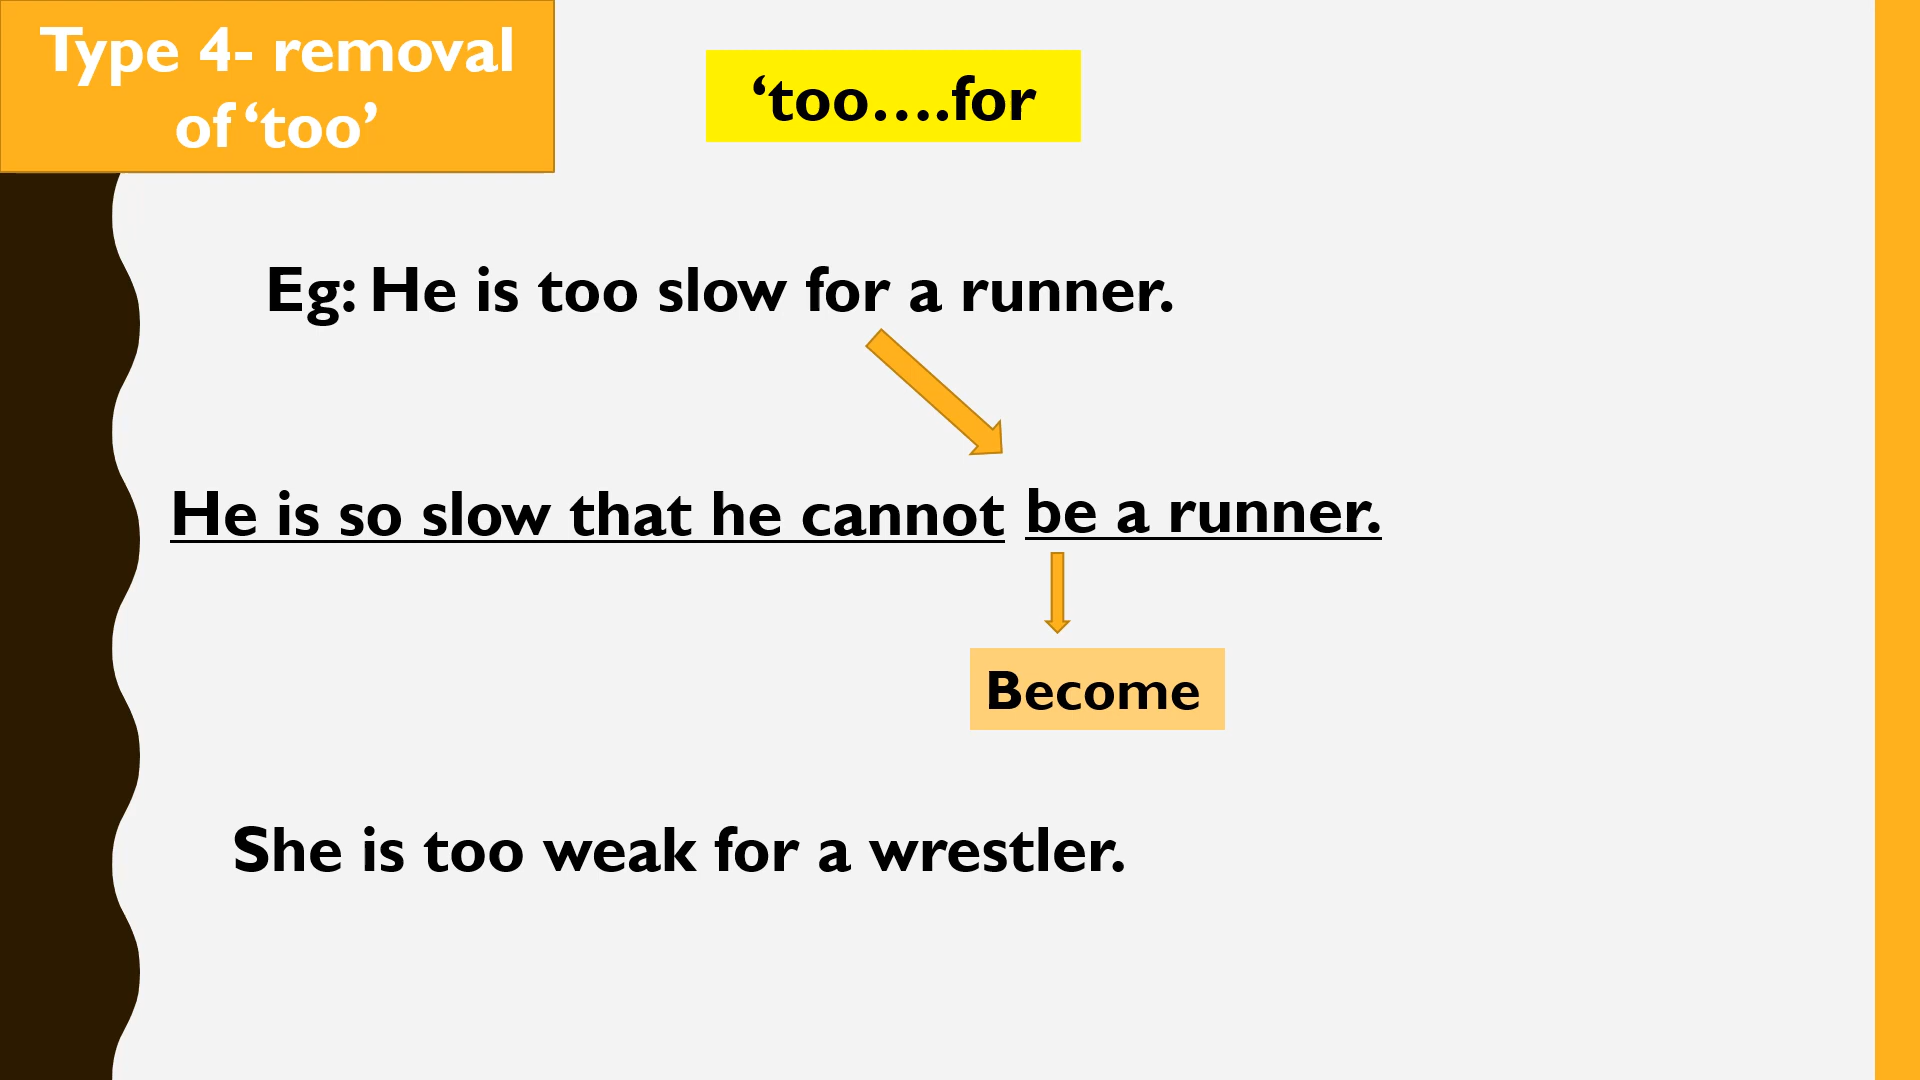 Type 4- removal
of ‘too’
‘too….for
Eg: He is too slow for a runner.
He is so slow that he cannot be a runner.
Become
She is too weak for a wrestler.